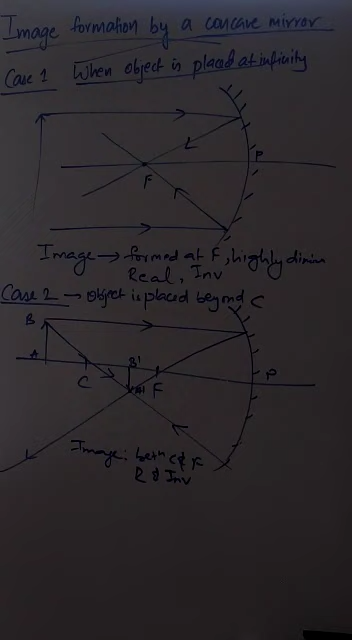 Image formation by a concave mirror
Case 1 When object is placed at infinity
P
F
Image → formed at F, highly dimin
Real, Inv
Case 2 → Object is placed beyond C
B
A
B'
P
C
F
Image: betn C & F
R & Inv